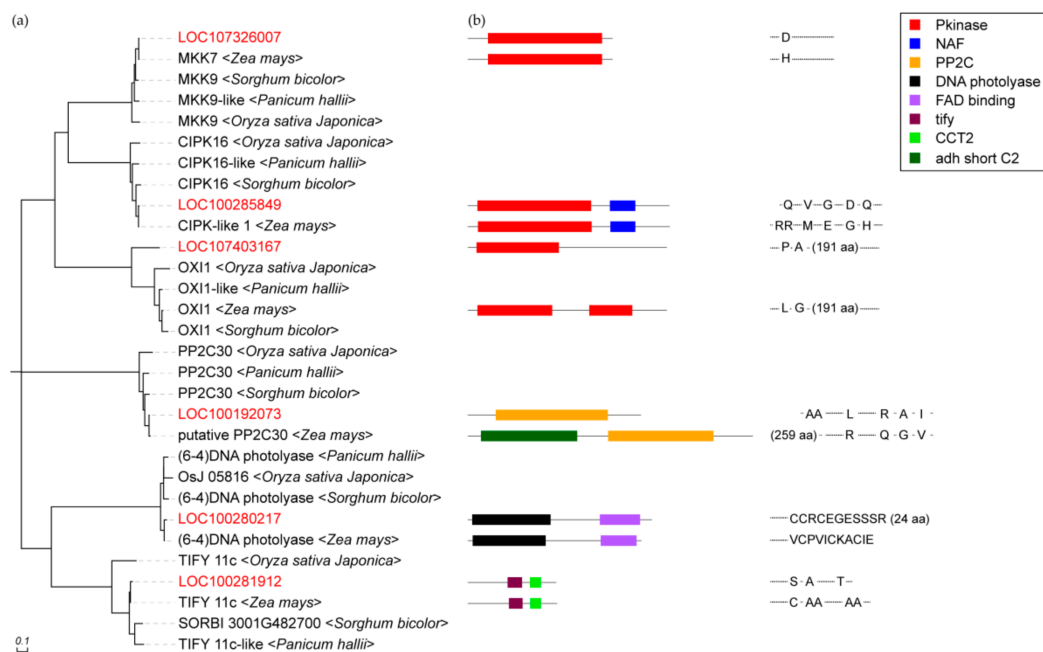 (a)
(b)
LOC107326007
MKK7 <Zea mays>
MKK9 <Sorghum bicolor>
MKK9-like <Panicum hallii>
MKK9 <Oryza sativa Japonica>
CIPK16 <Oryza sativa Japonica>
CIPK16-like <Panicum hallii>
CIPK16 <Sorghum bicolor>
LOC100285849
CIPK-like 1 <Zea mays>
LOC107403167
OXI1 <Oryza sativa Japonica>
OXI1-like <Panicum hallii>
OXI1 <Zea mays>
OXI1 <Sorghum bicolor>
PP2C30 <Oryza sativa Japonica>
PP2C30 <Panicum hallii>
PP2C30 <Sorghum bicolor>
LOC100192073
putative PP2C30 <Zea mays>
(6-4)DNA photolyase <Panicum hallii>
OsJ 05816 <Oryza sativa Japonica>
(6-4)DNA photolyase <Sorghum bicolor>
LOC100280217
(6-4)DNA photolyase <Zea mays>
TIFY 11c <Oryza sativa Japonica>
LOC100281912
TIFY 11c <Zea mays>
SORBI 3001G482700 <Sorghum bicolor>
TIFY 11c-like <Panicum hallii>
0.1
D
H
Q V G D Q
RR M E G H
P A (191 aa)
L G (191 aa)
AA L R A I
(259 aa) R Q G V
CCRCEGESSSR (24 aa)
VCPVICKACIE
S A T
C AA AA
Pkinase
NAF
PP2C
DNA photolyase
FAD binding
tify
CCT2
adh short C2